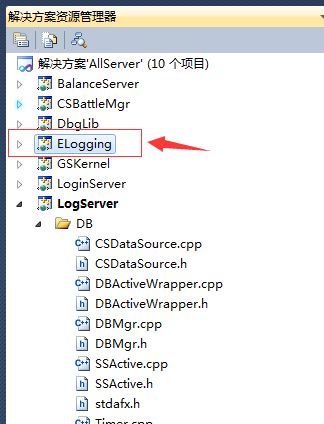 解决方案资源管理器
解决方案'AllServer' (10 个项目)
BalanceServer
CSBattleMgr
DbgLib
ELogging
GSKernel
LoginServer
LogServer
DB
CSDataSource.cpp
CSDataSource.h
DBActiveWrapper.cpp
DBActiveWrapper.h
DBMgr.cpp
DBMgr.h
SSActive.cpp
SSActive.h
stdafx.h
Timer.cpp